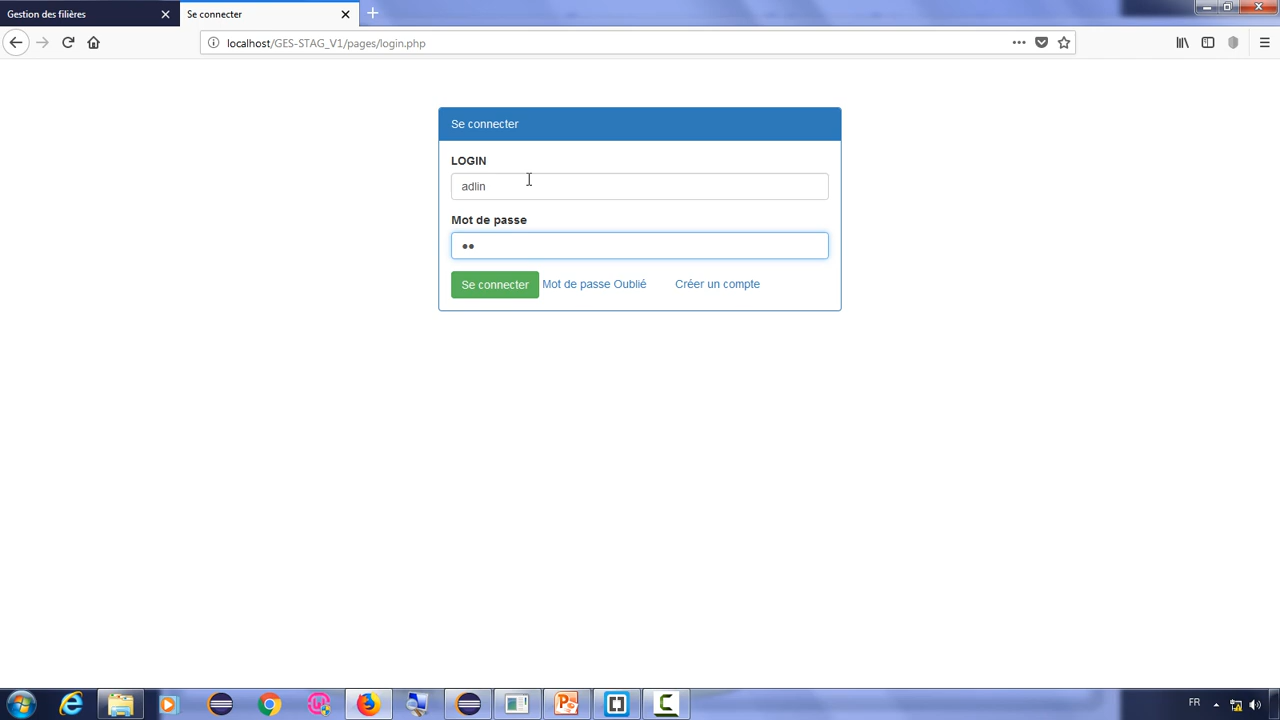 Gestion des filières
Se connecter
localhost/GES-STAG_V1/pages/login.php
Se connecter
LOGIN
adlin
Mot de passe
••
Se connecter Mot de passe Oublié Créer un compte
FR